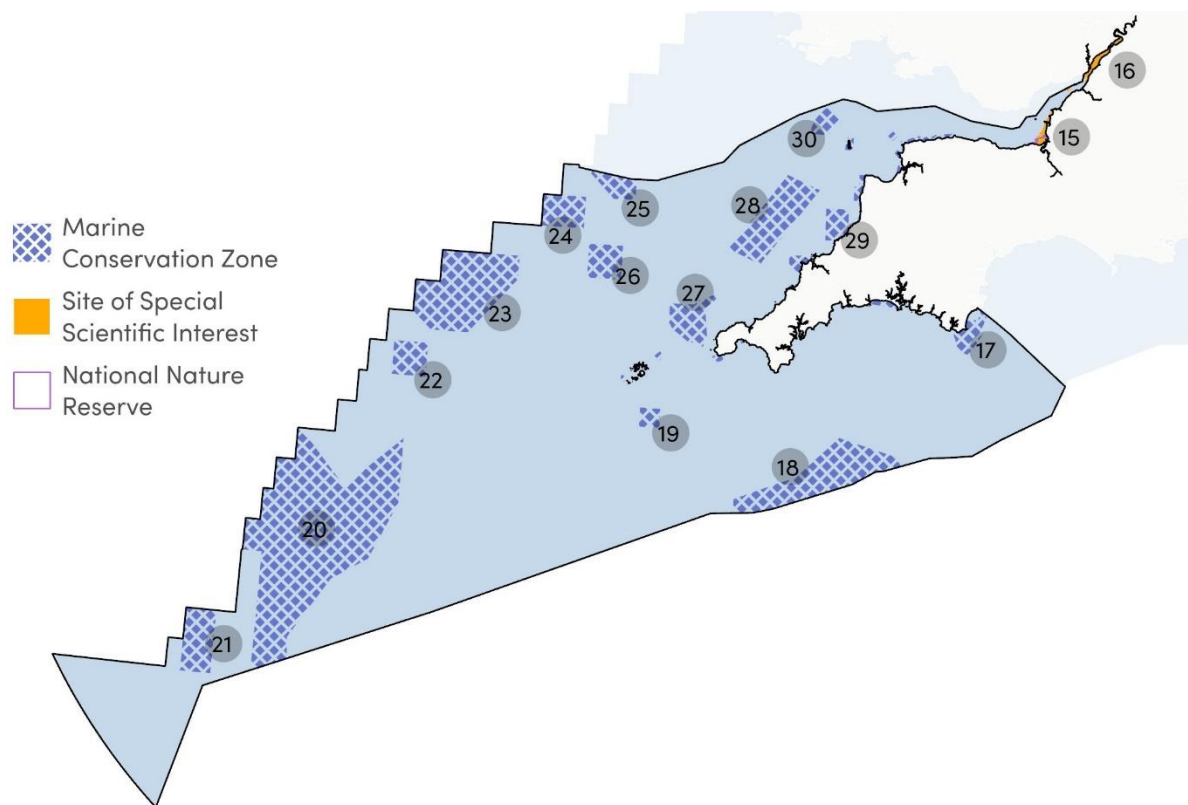 Marine
Conservation Zone
Site of Special
Scientific Interest
National Nature
Reserve
16
15
30
25
28
24
29
26
27
23
17
22
19
18
20
21